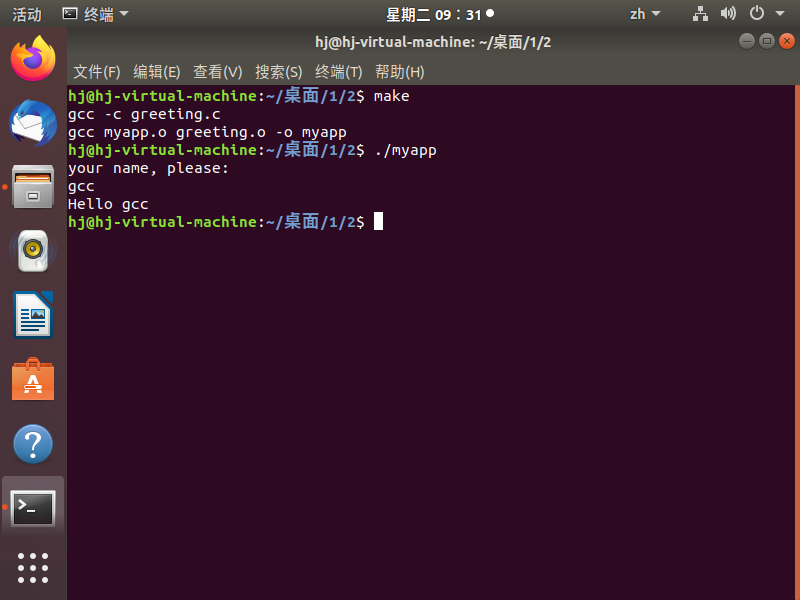 活动 终端 星期二 09：31 zh
hj@hj-virtual-machine: ~/桌面/1/2
文件(F) 编辑(E) 查看(V) 搜索(S) 终端(T) 帮助(H)
hj@hj-virtual-machine:~/桌面/1/2$ make
gcc -c greeting.c
gcc myapp.o greeting.o -o myapp
hj@hj-virtual-machine:~/桌面/1/2$ ./myapp
your name, please:
gcc
Hello gcc
hj@hj-virtual-machine:~/桌面/1/2$